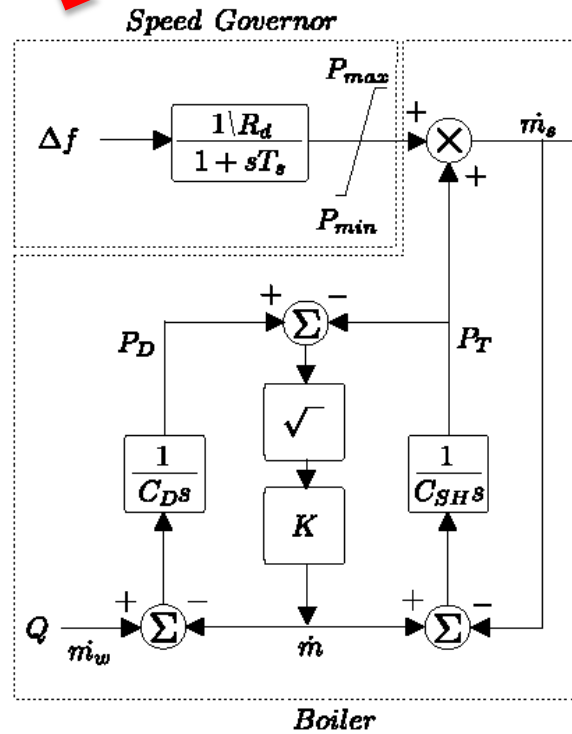 Speed Governor
Δf
1\R_d
1 + sT_s
P_max
P_min
+
×
+
ṁ_s
+
Σ
−
P_D
P_T
√
1
C_D s
K
1
C_SH s
Q
ṁ_w
+
Σ
−
ṁ
+
Σ
−
Boiler